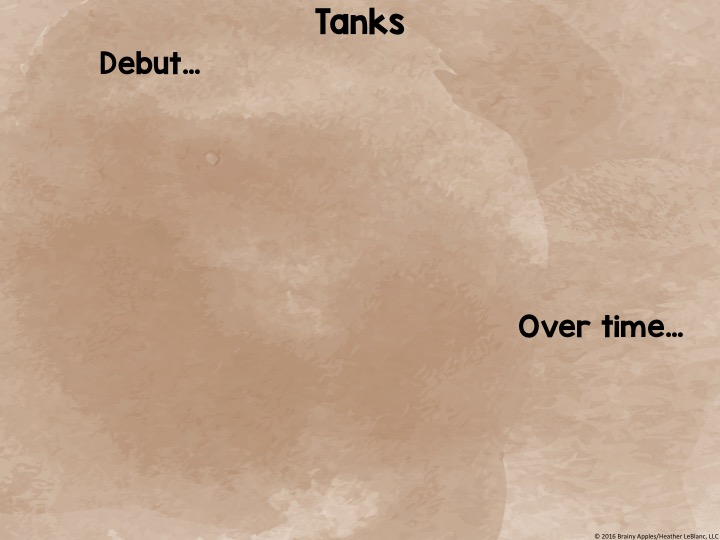 Tanks
Debut...
Over time...
© 2016 Brainy Apples/Heather LeBlanc, LLC